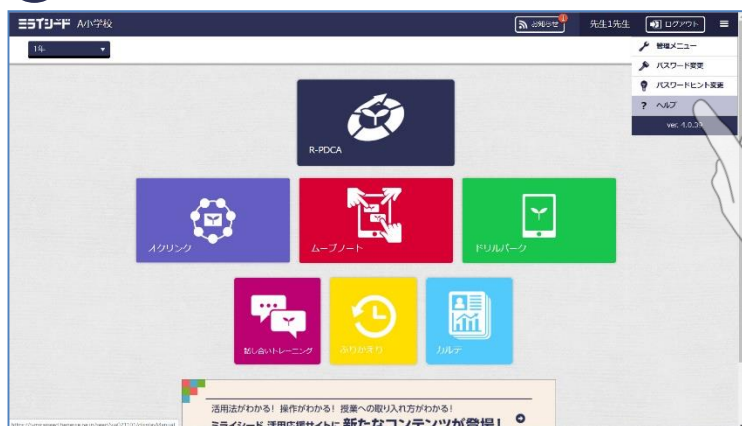 ミライシード A小学校
お知らせ 1 先生1先生 ログアウト
1年
管理メニュー
パスワード変更
パスワードヒント変更
? ヘルプ
ver. 4.0.3
R-PDCA
オクリンク
ムーブノート
ドリルパーク
話し合いトレーニング
ふりかえり
カルテ
活用法がわかる! 操作がわかる! 授業への取り入れ方がわかる!
ミライシード 活用応援サイトに 新たなコンテンツが登場!